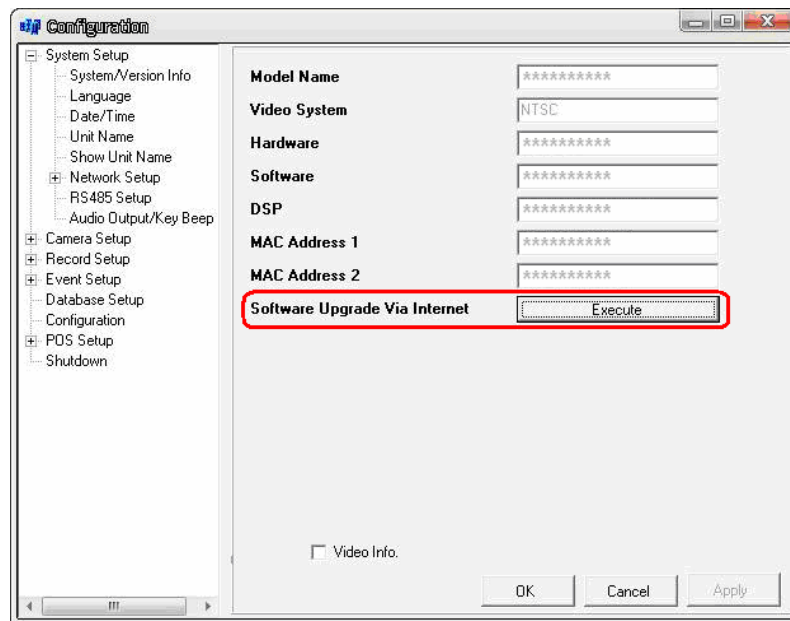 Configuration
System Setup
System/Version Info
Language
Date/Time
Unit Name
Show Unit Name
Network Setup
RS485 Setup
Audio Output/Key Beep
Camera Setup
Record Setup
Event Setup
Database Setup
Configuration
POS Setup
Shutdown
Model Name **********
Video System NTSC
Hardware **********
Software **********
DSP **********
MAC Address 1 **********
MAC Address 2 **********
Software Upgrade Via Internet Execute
Video Info.
OK Cancel Apply